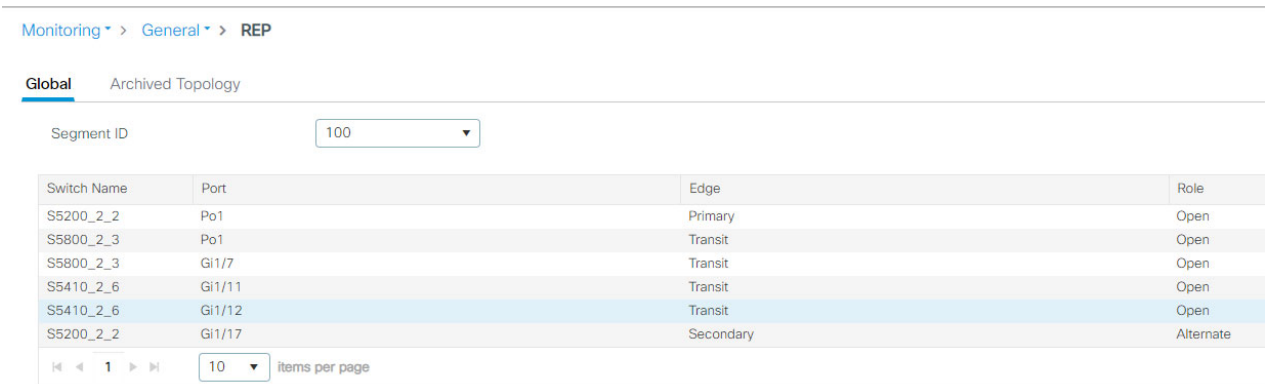 Monitoring > General > REP
Global Archived Topology
Segment ID 100
Switch Name Port Edge Role
S5200_2_2 Po1 Primary Open
S5800_2_3 Po1 Transit Open
S5800_2_3 Gi1/7 Transit Open
S5410_2_6 Gi1/11 Transit Open
S5410_2_6 Gi1/12 Transit Open
S5200_2_2 Gi1/17 Secondary Alternate
1 10 items per page